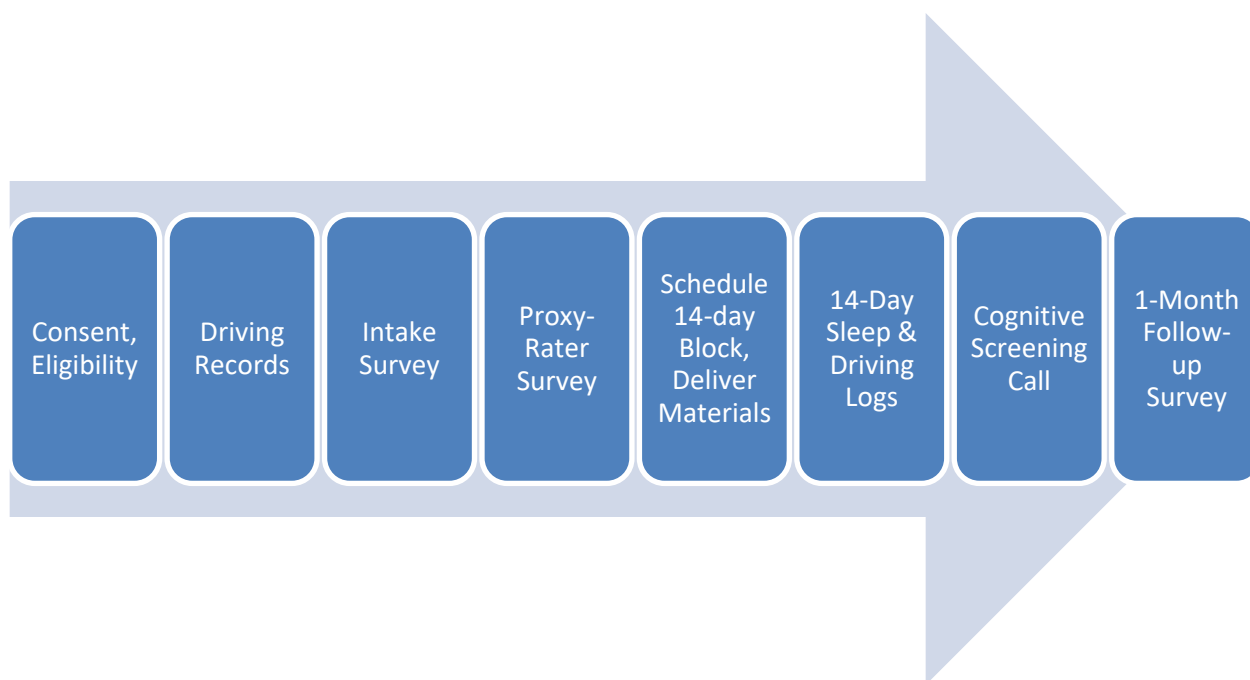 Consent,
Eligibility
Driving
Records
Intake
Survey
Proxy-
Rater
Survey
Schedule
14-day
Block,
Deliver
Materials
14-Day
Sleep &
Driving
Logs
Cognitive
Screening
Call
1-Month
Follow-
up
Survey